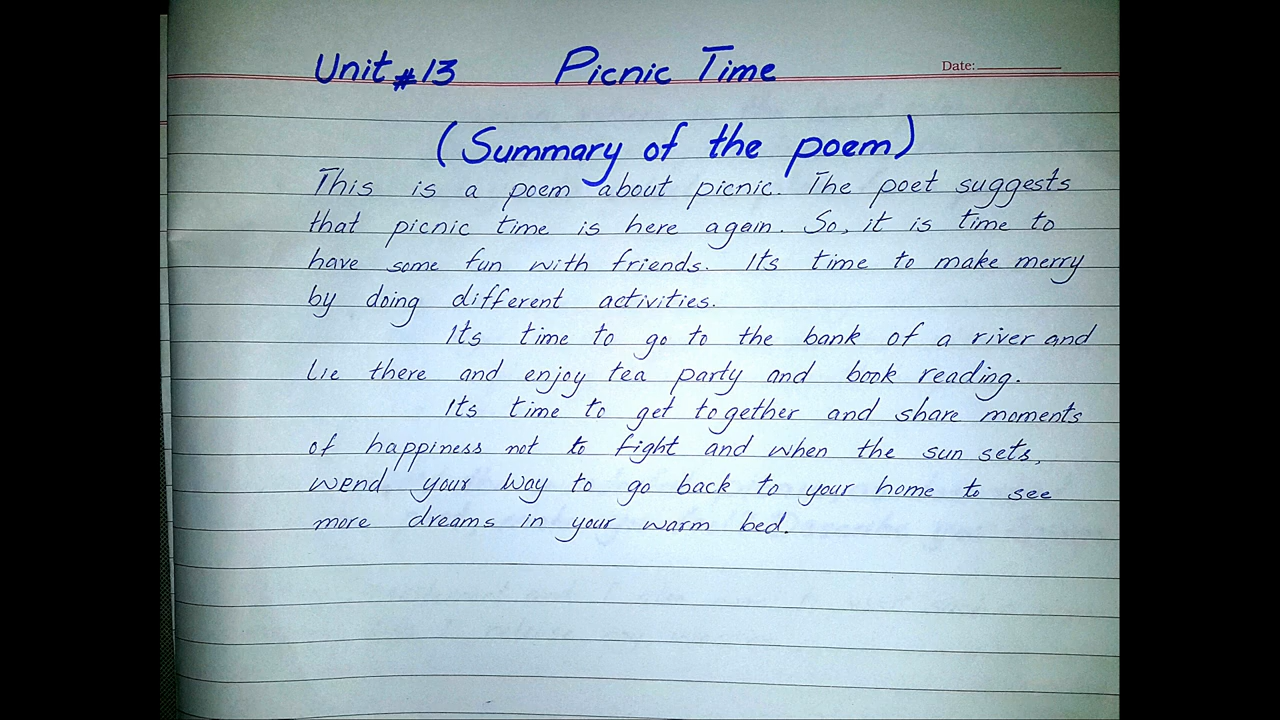 Unit #13 Picnic Time Date:
(Summary of the poem)
This is a poem about picnic. The poet suggests
that picnic time is here again. So, it is time to
have some fun with friends. Its time to make merry
by doing different activities.
Its time to go to the bank of a river and
lie there and enjoy tea party and book reading.
Its time to get together and share moments
of happiness not to fight and when the sun sets,
wend your way to go back to your home to see
more dreams in your warm bed.